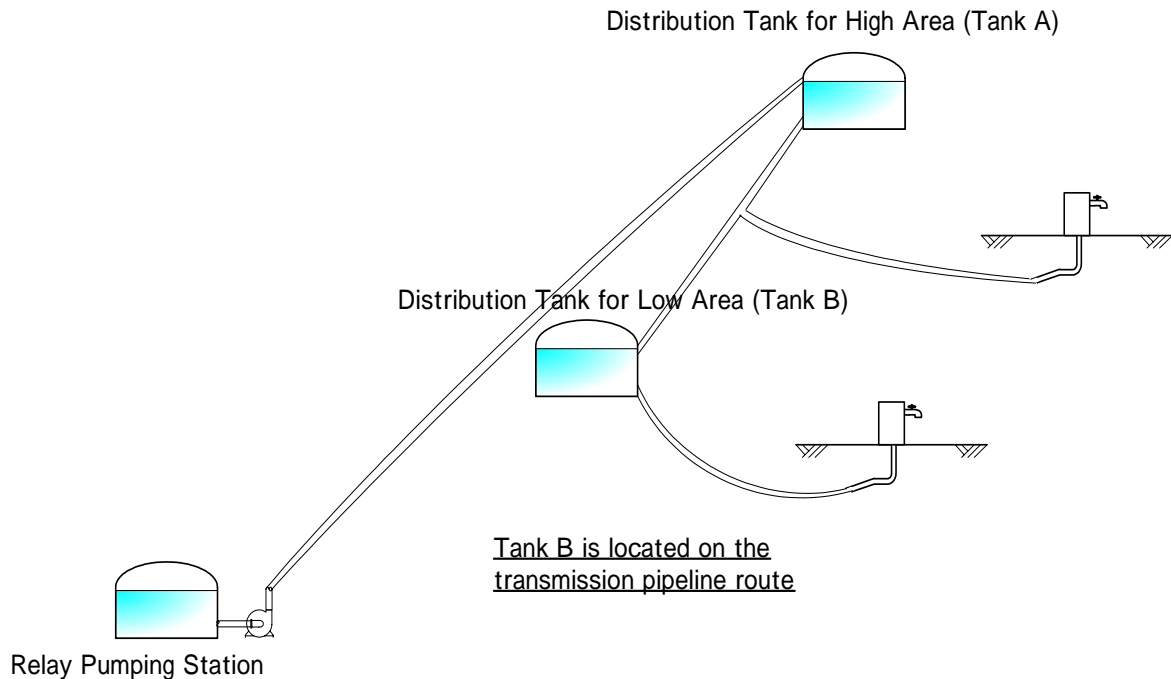 Distribution Tank for High Area (Tank A)
Distribution Tank for Low Area (Tank B)
Tank B is located on the
transmission pipeline route
Relay Pumping Station